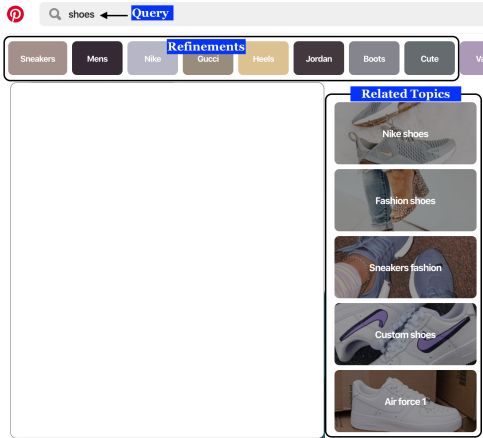 shoes
Query
Refinements
Sneakers
Mens
Nike
Gucci
Heels
Jordan
Boots
Cute
Related Topics
Nike shoes
Fashion shoes
Sneakers fashion
Custom shoes
Air force 1